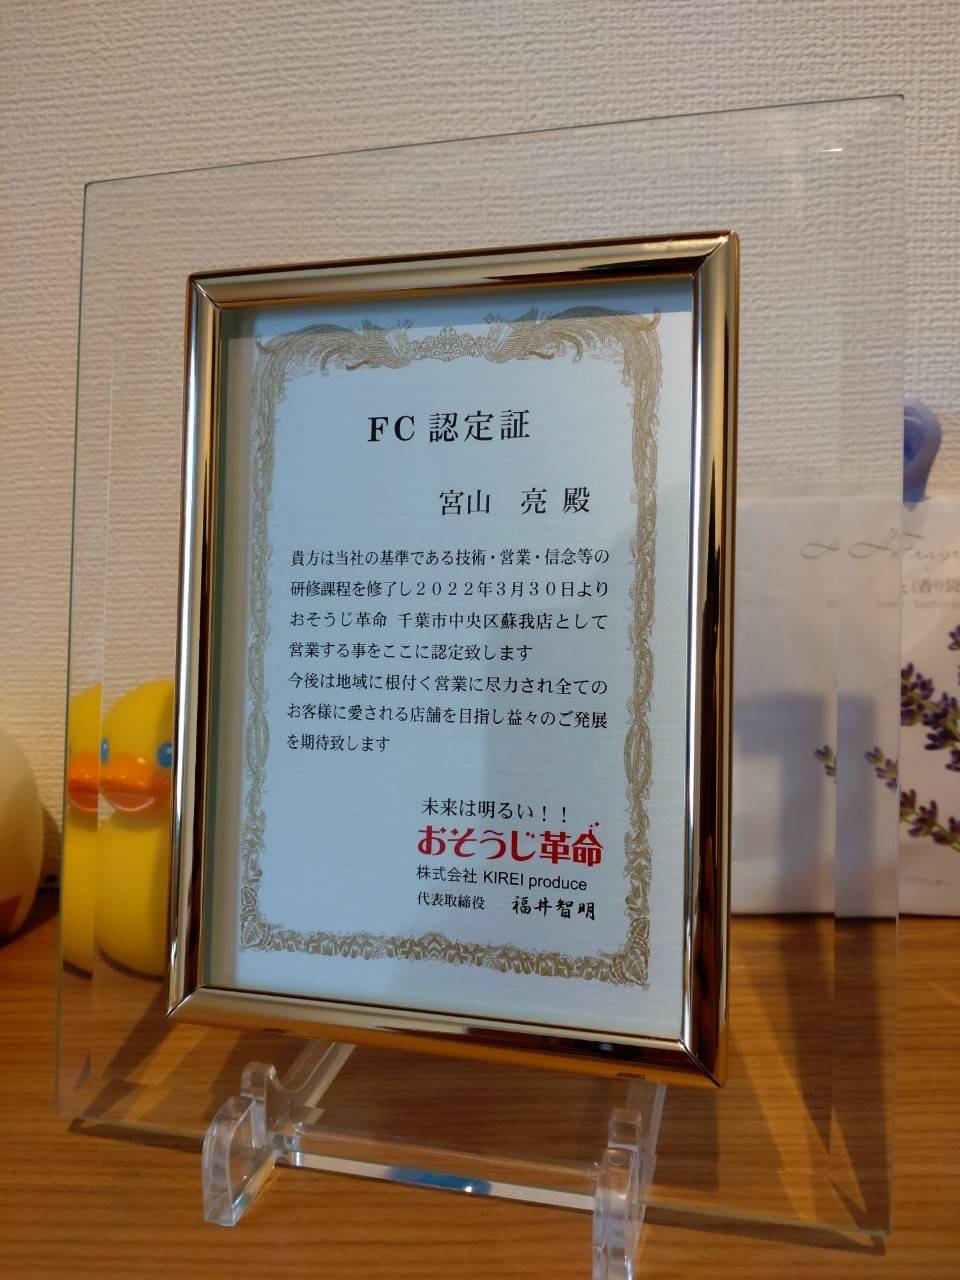 FC 認定証
宮山 亮 殿
貴方は当社の基準である技術・営業・信念等の
研修課程を修了し２０２２年３月３０日より
おそうじ革命 千葉市中央区蘇我店として
営業する事をここに認定致します
今後は地域に根付く営業に尽力され全ての
お客様に愛される店舗を目指し益々のご発展
を期待致します
未来は明るい！！
おそうじ革命
株式会社 KIREI produce
代表取締役 福井智明